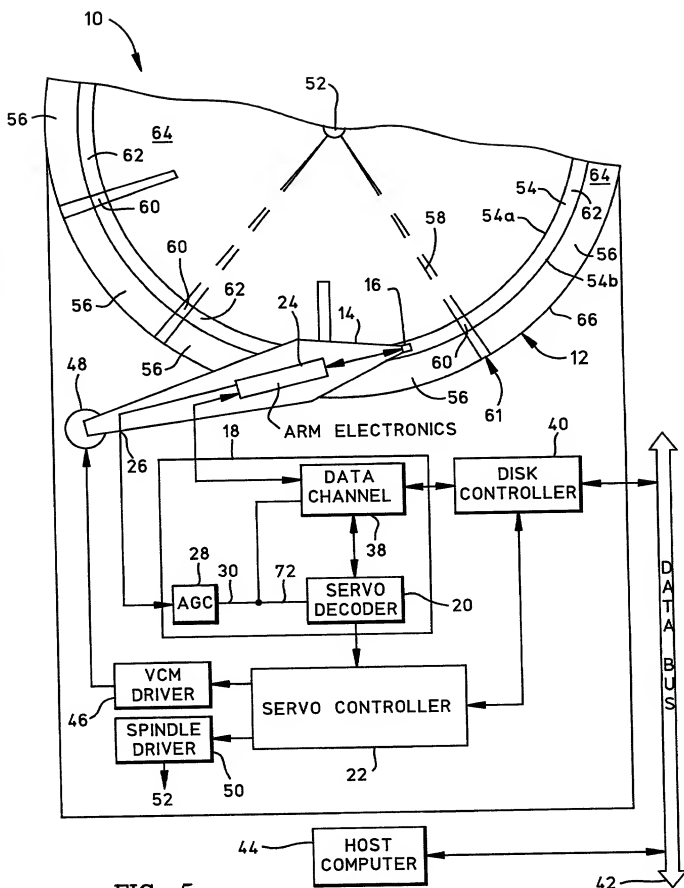 10
52
56
64
62
60
54
64
62
54a
58
56
54b
60
62
24
14
16
56
56
60
66
12
61
56
48
26
ARM ELECTRONICS
18
40
DATA
CHANNEL
38
DISK
CONTROLLER
28
30
72
AGC
SERVO
DECODER
20
DATA BUS
VCM
DRIVER
46
SERVO CONTROLLER
22
SPINDLE
DRIVER
50
52
44
HOST
COMPUTER
42